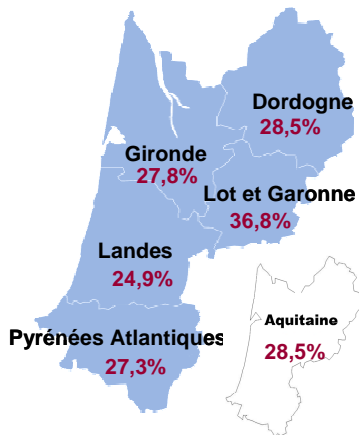 Dordogne
28,5%
Gironde
27,8%
Lot et Garonne
36,8%
Landes
24,9%
Aquitaine
28,5%
Pyrénées Atlantiques
27,3%